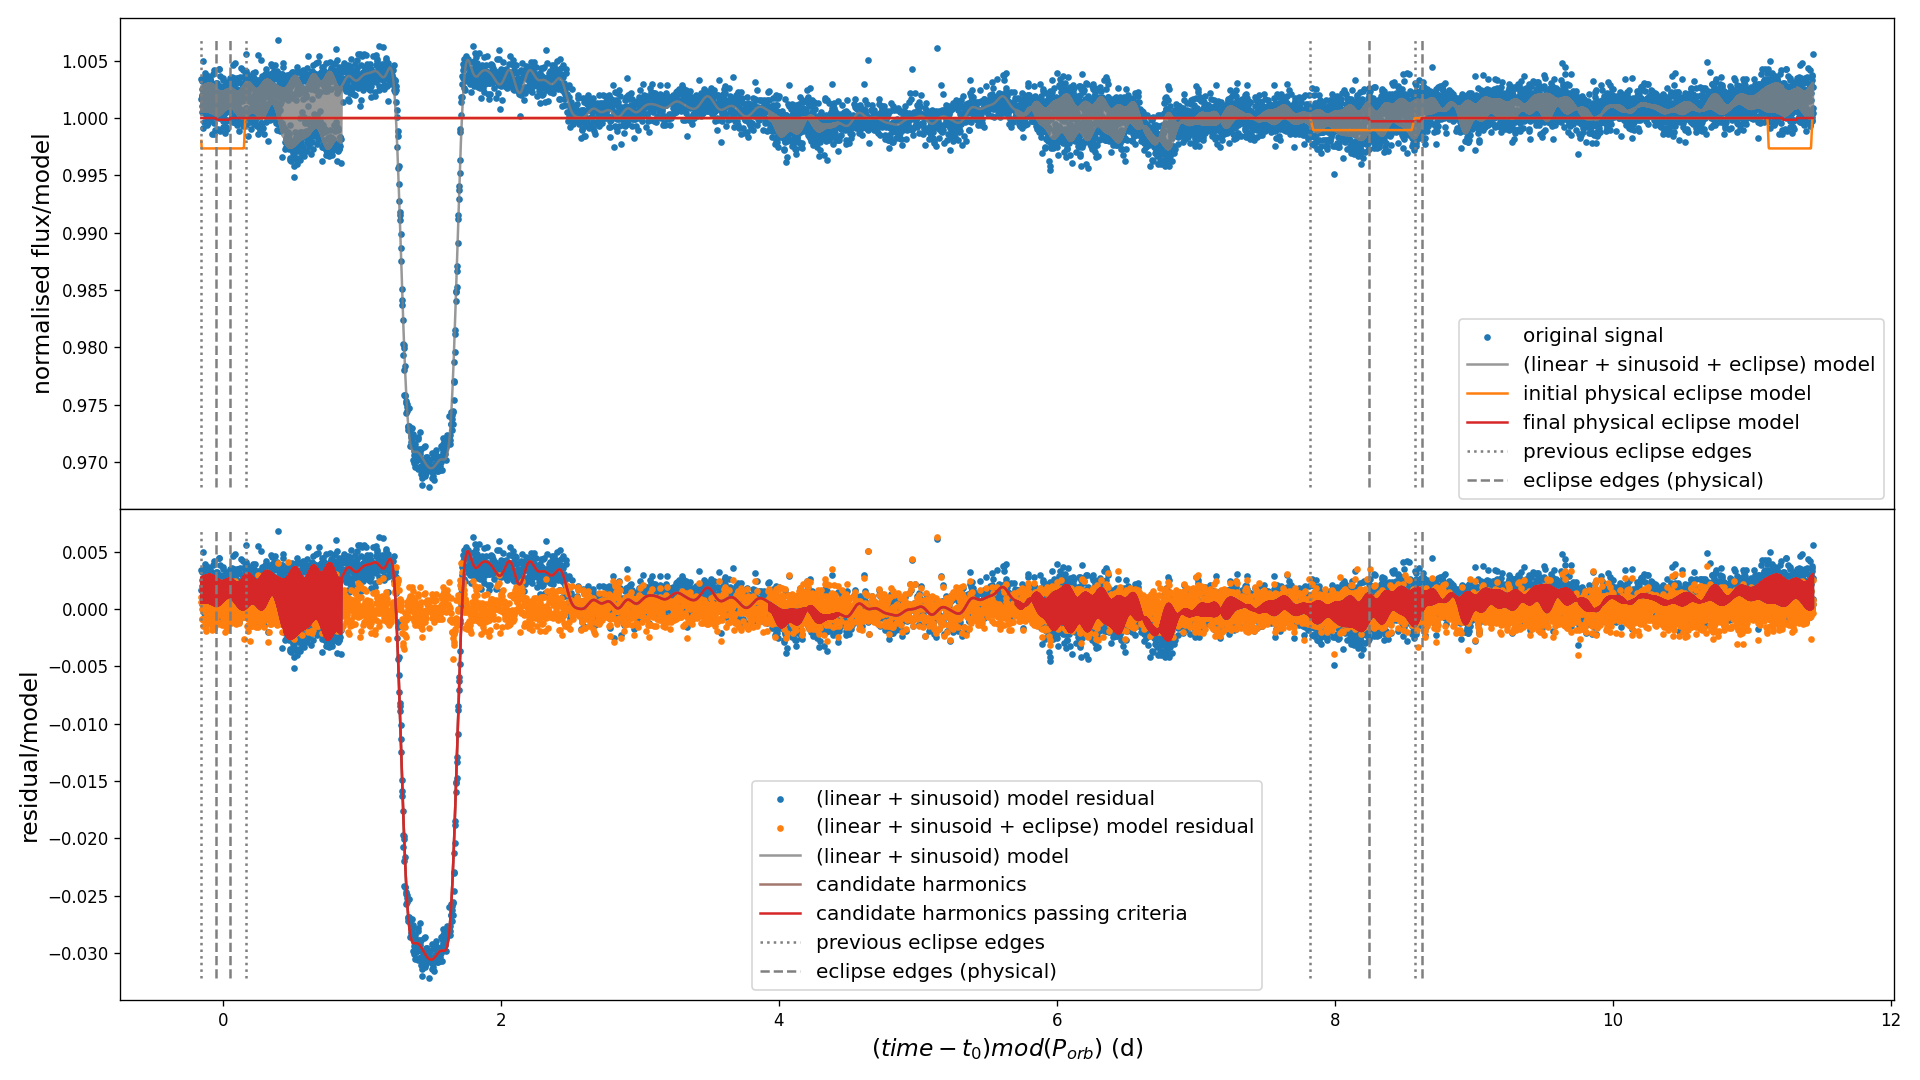 normalised flux/model
1.005
1.000
0.995
0.990
0.985
0.980
0.975
0.970
original signal
(linear + sinusoid + eclipse) model
initial physical eclipse model
final physical eclipse model
previous eclipse edges
eclipse edges (physical)
residual/model
0.005
0.000
−0.005
−0.010
−0.015
−0.020
−0.025
−0.030
(linear + sinusoid) model residual
(linear + sinusoid + eclipse) model residual
(linear + sinusoid) model
candidate harmonics
candidate harmonics passing criteria
previous eclipse edges
eclipse edges (physical)
0 2 4 6 8 10 12
(time − t₀)mod(P_orb) (d)